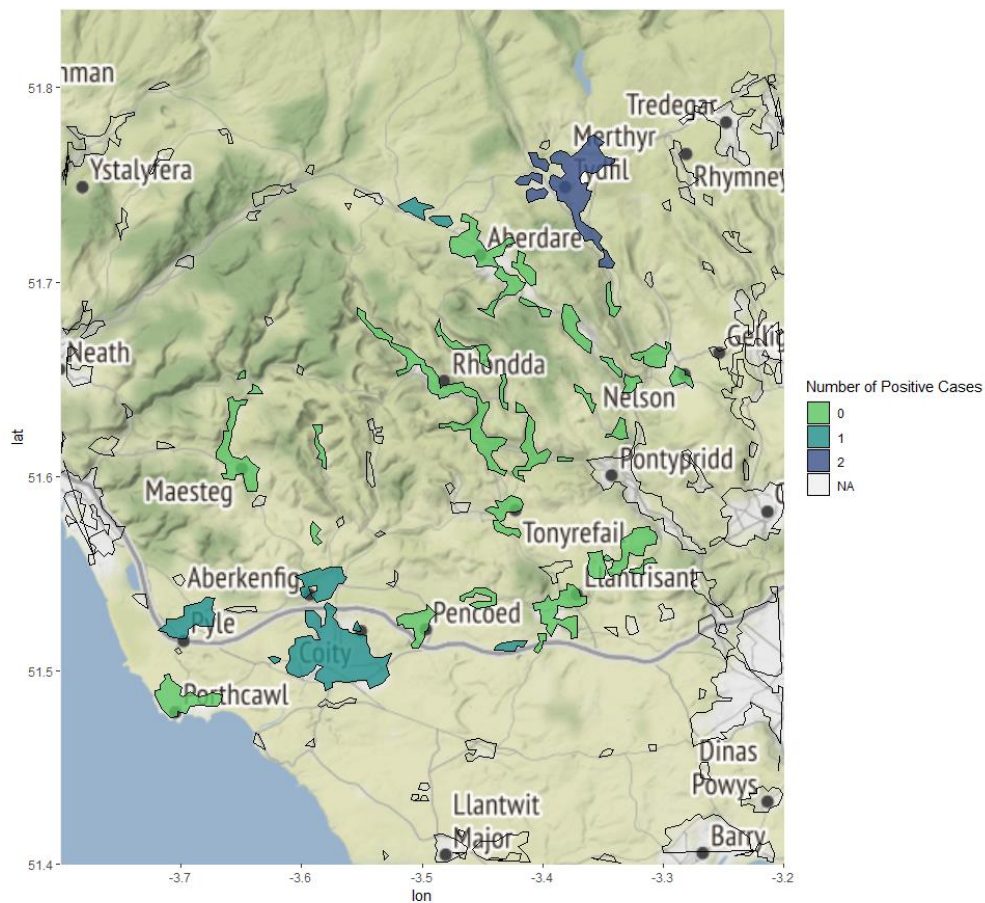 nman
51.8
Tredegar
Merthyr
Tydfil
Ystalyfera
Rhymney
Aberdare
51.7
Neath
Gellig
Rhondda
Nelson
Number of Positive Cases
0
1
2
NA
lat
51.6
Pontypridd
Maesteg
C
Tonyrefail
Aberkenfig
Llantrisant
Pyle
Pencoed
51.5
Coity
Porthcawl
Dinas
Powys
Llantwit
Major
Barry
51.4
-3.7
-3.6
-3.5
-3.4
-3.3
-3.2
lon